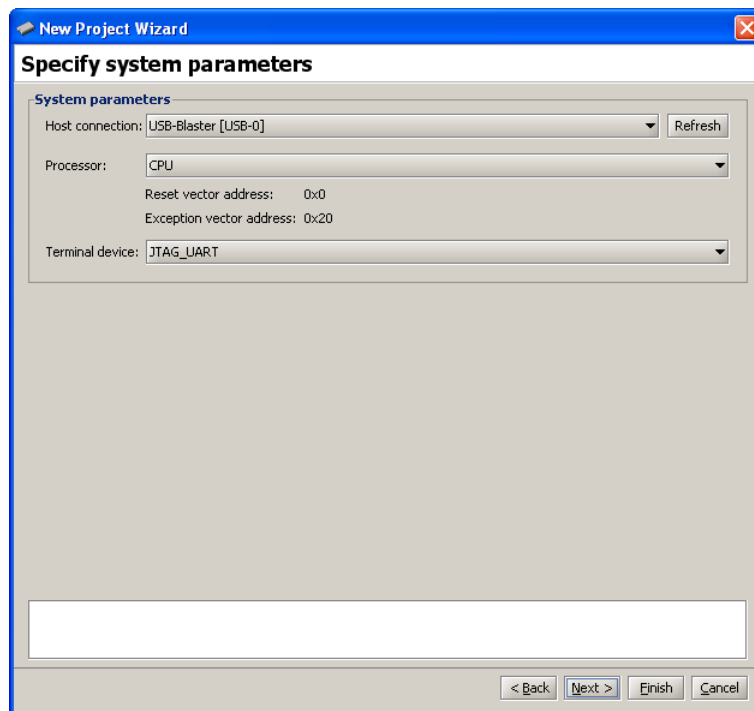 New Project Wizard
Specify system parameters
System parameters
Host connection: USB-Blaster [USB-0] Refresh
Processor: CPU
Reset vector address: 0x0
Exception vector address: 0x20
Terminal device: JTAG_UART
< Back Next > Finish Cancel